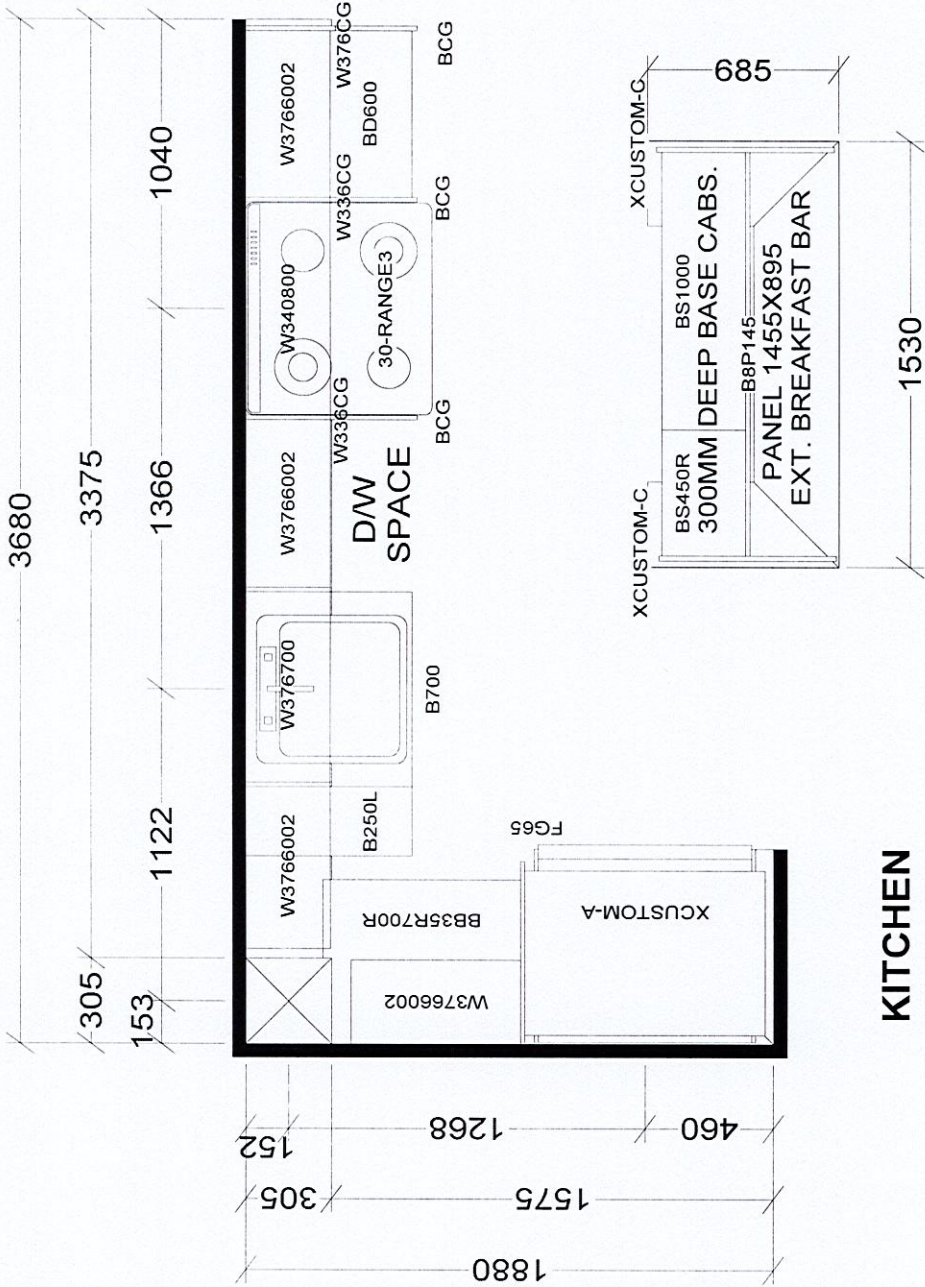 3680
3375
305
1040
1366
1122
153
W3766002
W376CG
BD600
BCG
W336CG
W340800
30-RANGE3
BCG
W336CG
BCG
W3766002
D/W
SPACE
W376700
B700
W3766002
B250L
BB35R700R
W3766002
FG65
XCUSTOM-A
152
1268
460
305
1575
1880
XCUSTOM-C
XCUSTOM-C
685
BS450R
BS1000
300MM DEEP BASE CABS.
B8P145
PANEL 1455X895
EXT. BREAKFAST BAR
1530
KITCHEN